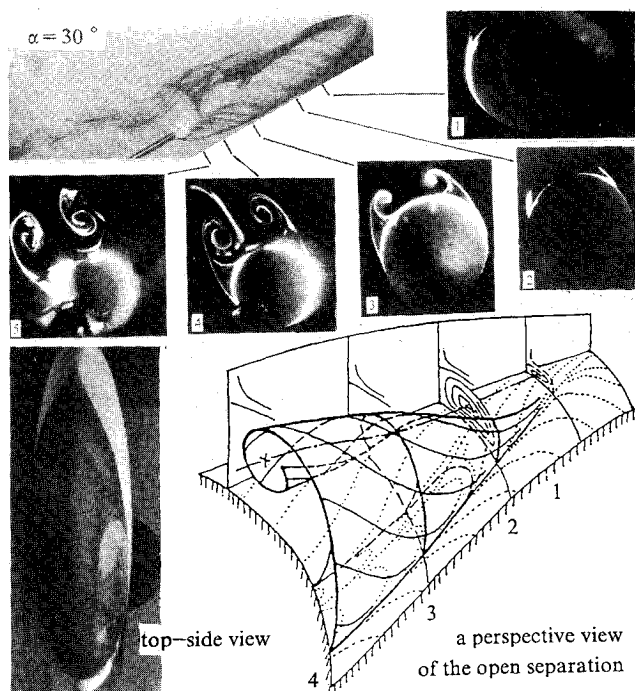 α = 30 °
1
2
3
4
5
top–side view
1
2
3
4
a perspective view
of the open separation